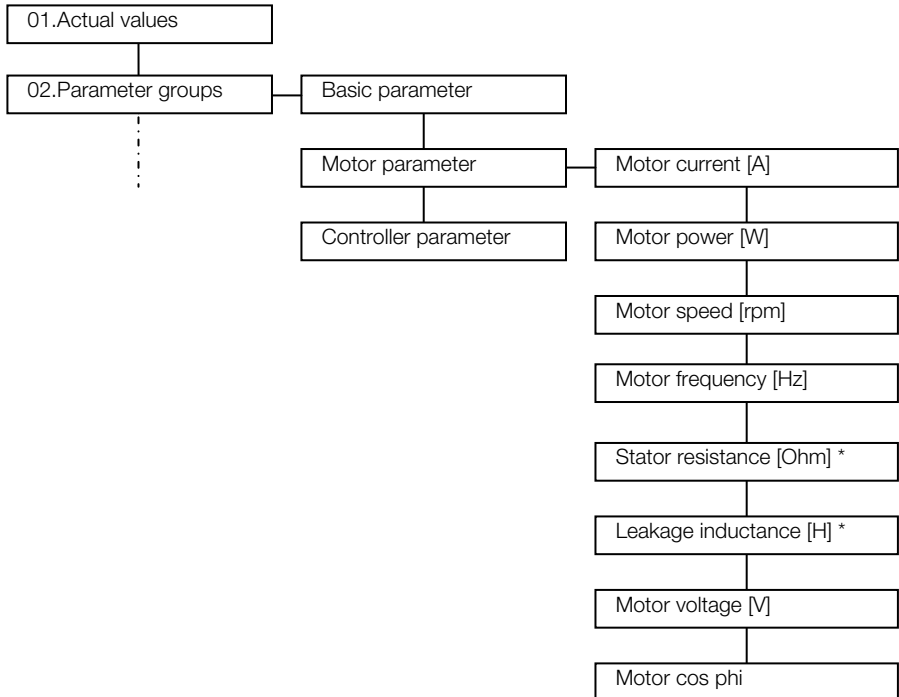 01.Actual values
02.Parameter groups
Basic parameter
Motor parameter
Motor current [A]
Controller parameter
Motor power [W]
Motor speed [rpm]
Motor frequency [Hz]
Stator resistance [Ohm] *
Leakage inductance [H] *
Motor voltage [V]
Motor cos phi